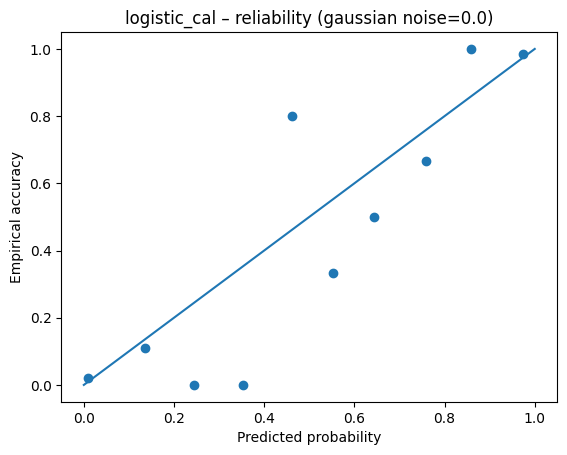 logistic_cal – reliability (gaussian noise=0.0)
1.0
0.8
0.6
0.4
0.2
0.0
Empirical accuracy
0.0 0.2 0.4 0.6 0.8 1.0
Predicted probability